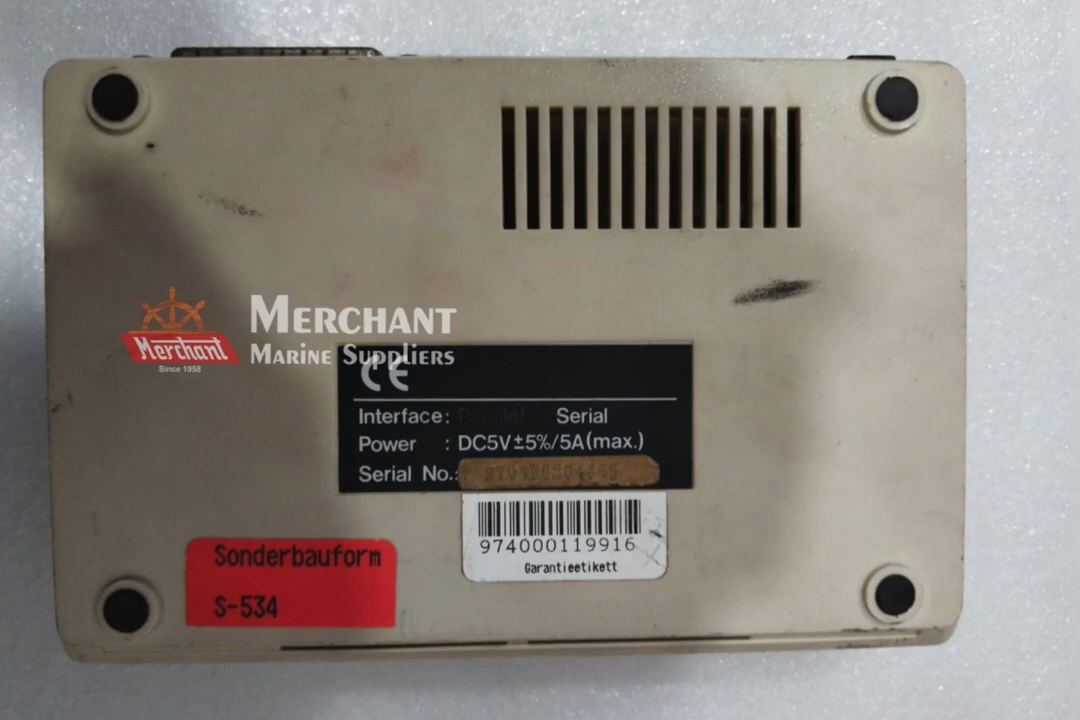 MERCHANT
MARINE SUPPLIERS
Merchant
Since 1958
CE
Interface: Serial
Power : DC5V±5%/5A(max.)
Serial No.:
974000119916
Garantieetikett
Sonderbauform
S-534